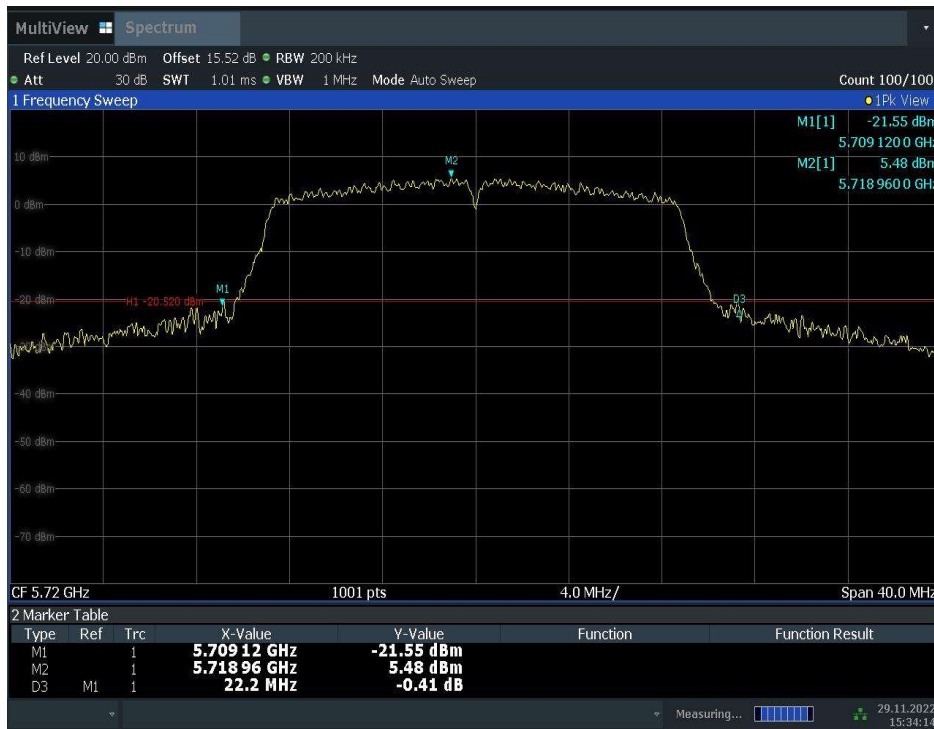 MultiView Spectrum
Ref Level 20.00 dBm Offset 15.52 dB RBW 200 kHz
Att 30 dB SWT 1.01 ms VBW 1 MHz Mode Auto Sweep Count 100/100
1 Frequency Sweep 1Pk View
M1[1] -21.55 dBm
5.709 120 0 GHz
M2[1] 5.48 dBm
5.718 960 0 GHz
M2
10 dBm
0 dBm
-10 dBm
M1
-20 dBm H1 -20.520 dBm D3
-40 dBm
-50 dBm
-60 dBm
-70 dBm
CF 5.72 GHz 1001 pts 4.0 MHz/ Span 40.0 MHz
2 Marker Table
Type Ref Trc X-Value Y-Value Function Function Result
M1 1 5.709 12 GHz -21.55 dBm
M2 1 5.718 96 GHz 5.48 dBm
D3 M1 1 22.2 MHz -0.41 dB
Measuring... 29.11.2022
15:34:14